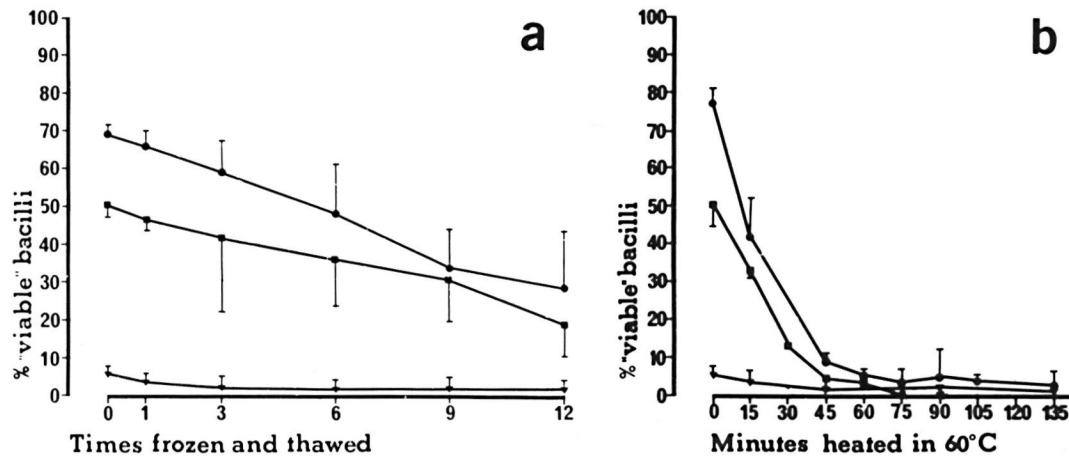 a
100
90
80
70
60
50
40
30
20
10
0
% "viable" bacilli
0 1 3 6 9 12
Times frozen and thawed
b
100
90
80
70
60
50
40
30
20
10
0
% "viable" bacilli
0 15 30 45 60 75 90 105 120 135
Minutes heated in 60°C